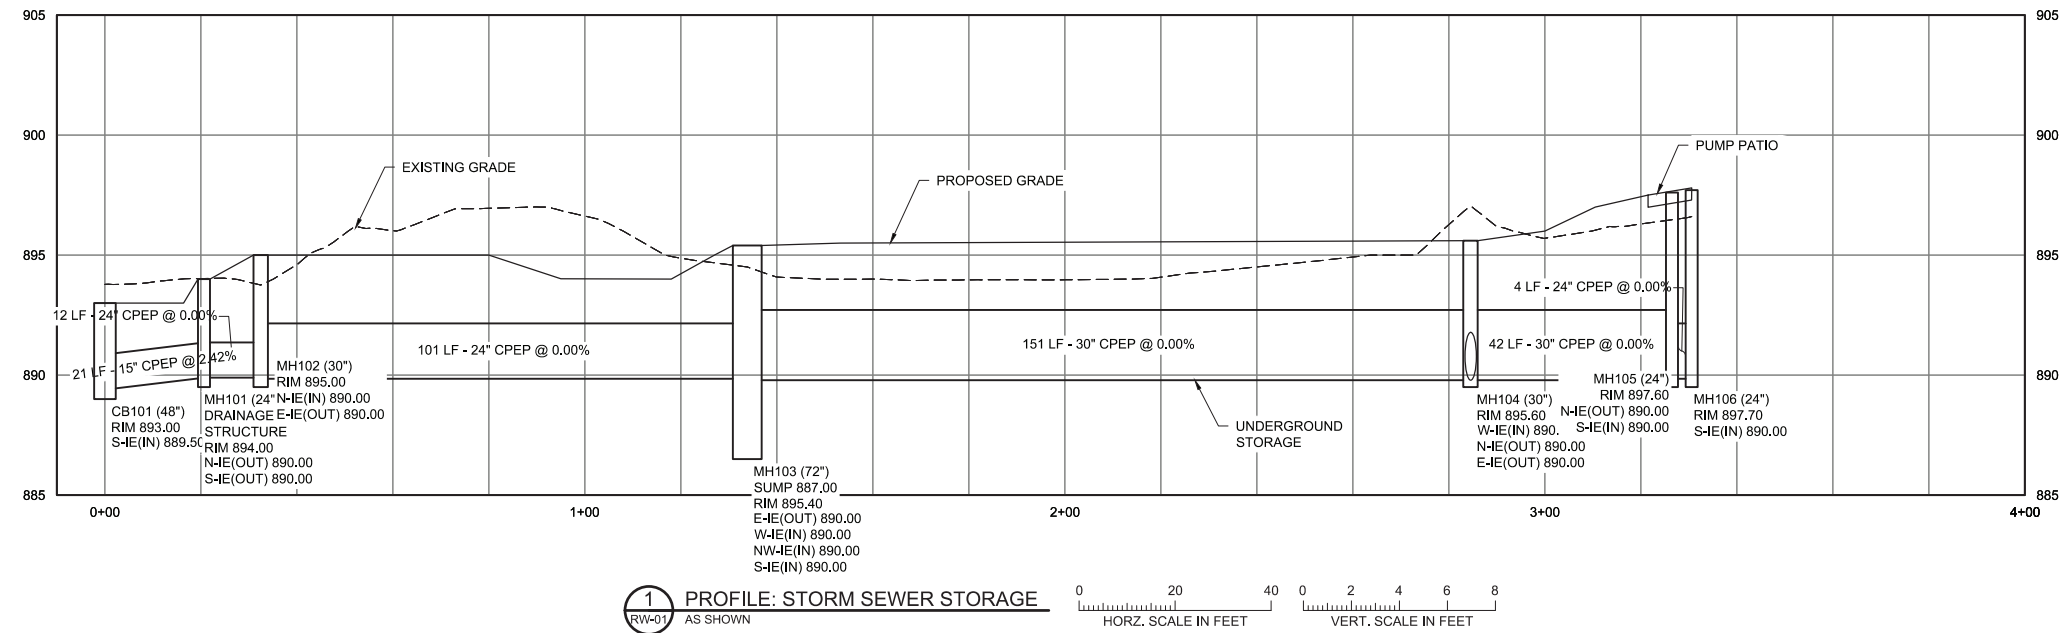 905
905
900
900
895
895
890
890
885
885
EXISTING GRADE
PROPOSED GRADE
PUMP PATIO
12 LF - 24" CPEP @ 0.00%
21 LF - 15" CPEP @ 2.42%
101 LF - 24" CPEP @ 0.00%
151 LF - 30" CPEP @ 0.00%
4 LF - 24" CPEP @ 0.00%
42 LF - 30" CPEP @ 0.00%
CB101 (48")
RIM 893.00
S-IE(IN) 889.50
MH101 (24"
DRAINAGE
STRUCTURE
RIM 894.00
N-IE(OUT) 890.00
S-IE(OUT) 890.00
MH102 (30")
RIM 895.00
N-IE(IN) 890.00
E-IE(OUT) 890.00
MH103 (72")
SUMP 887.00
RIM 895.40
E-IE(OUT) 890.00
W-IE(IN) 890.00
NW-IE(IN) 890.00
S-IE(IN) 890.00
UNDERGROUND
STORAGE
MH104 (30")
RIM 895.60
W-IE(IN) 890.
N-IE(OUT) 890.00
E-IE(OUT) 890.00
MH105 (24")
RIM 897.60
N-IE(OUT) 890.00
S-IE(IN) 890.00
MH106 (24")
RIM 897.70
S-IE(IN) 890.00
0+00
1+00
2+00
3+00
4+00
1
RW-01
PROFILE: STORM SEWER STORAGE
AS SHOWN
0 20 40
HORZ. SCALE IN FEET
0 2 4 6 8
VERT. SCALE IN FEET